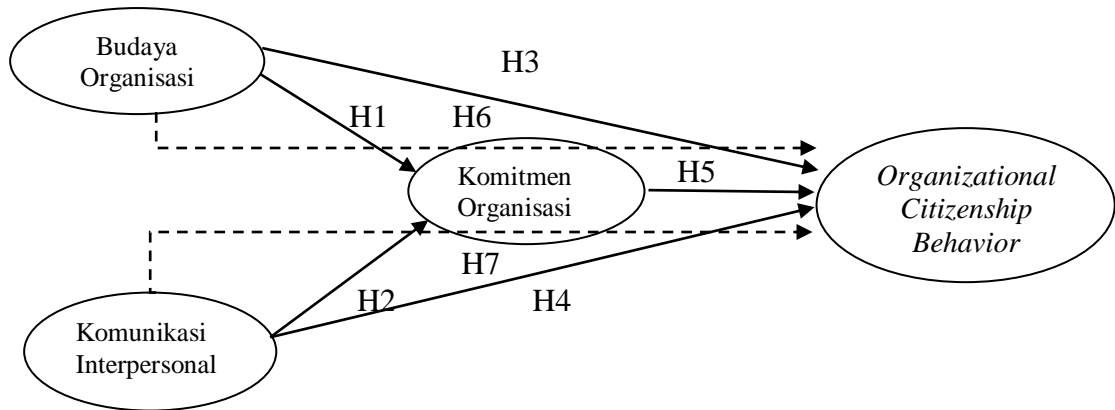 Budaya
Organisasi
H3
H1
H6
Komitmen
Organisasi
H5
Organizational
Citizenship
Behavior
H7
H2
H4
Komunikasi
Interpersonal